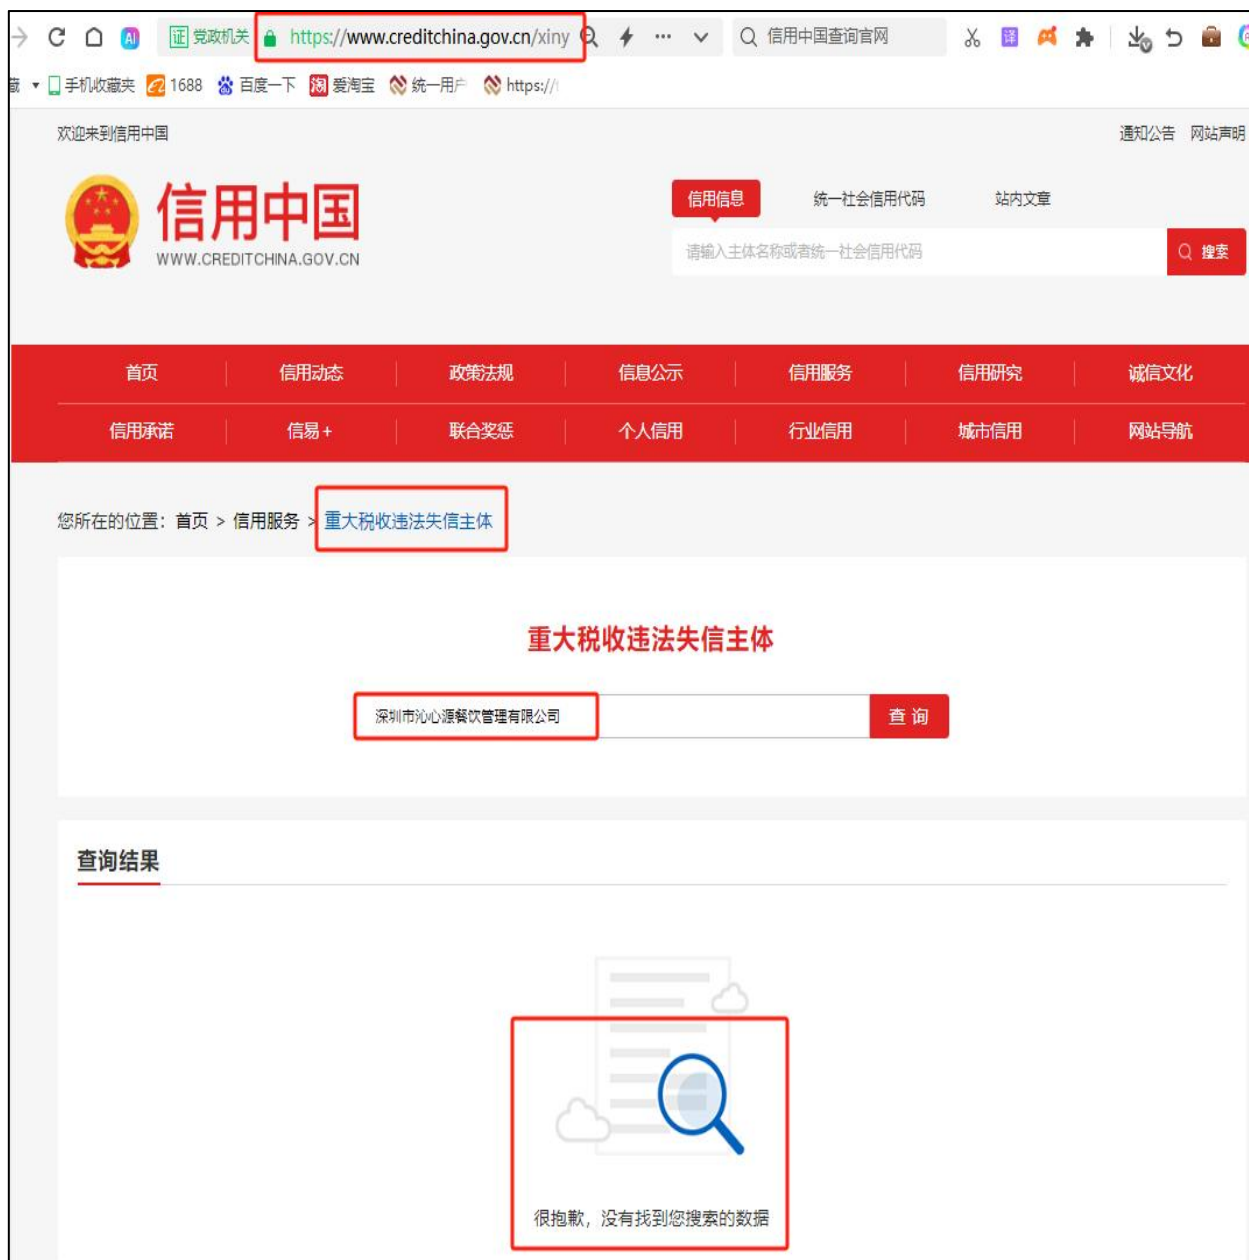 AI 证 党政机关 https://www.creditchina.gov.cn/xiny 信用中国查询官网 译
藏 手机收藏夹 1688 百度一下 淘 爱淘宝 统一用户 https://
欢迎来到信用中国 通知公告 网站声明
信用中国
WWW.CREDITCHINA.GOV.CN
信用信息 统一社会信用代码 站内文章
请输入主体名称或者统一社会信用代码 搜索
首页 信用动态 政策法规 信息公示 信用服务 信用研究 诚信文化
信用承诺 信易+ 联合奖惩 个人信用 行业信用 城市信用 网站导航
您所在的位置：首页 > 信用服务 > 重大税收违法失信主体
重大税收违法失信主体
深圳市沁心源餐饮管理有限公司 查询
查询结果
很抱歉，没有找到您搜索的数据